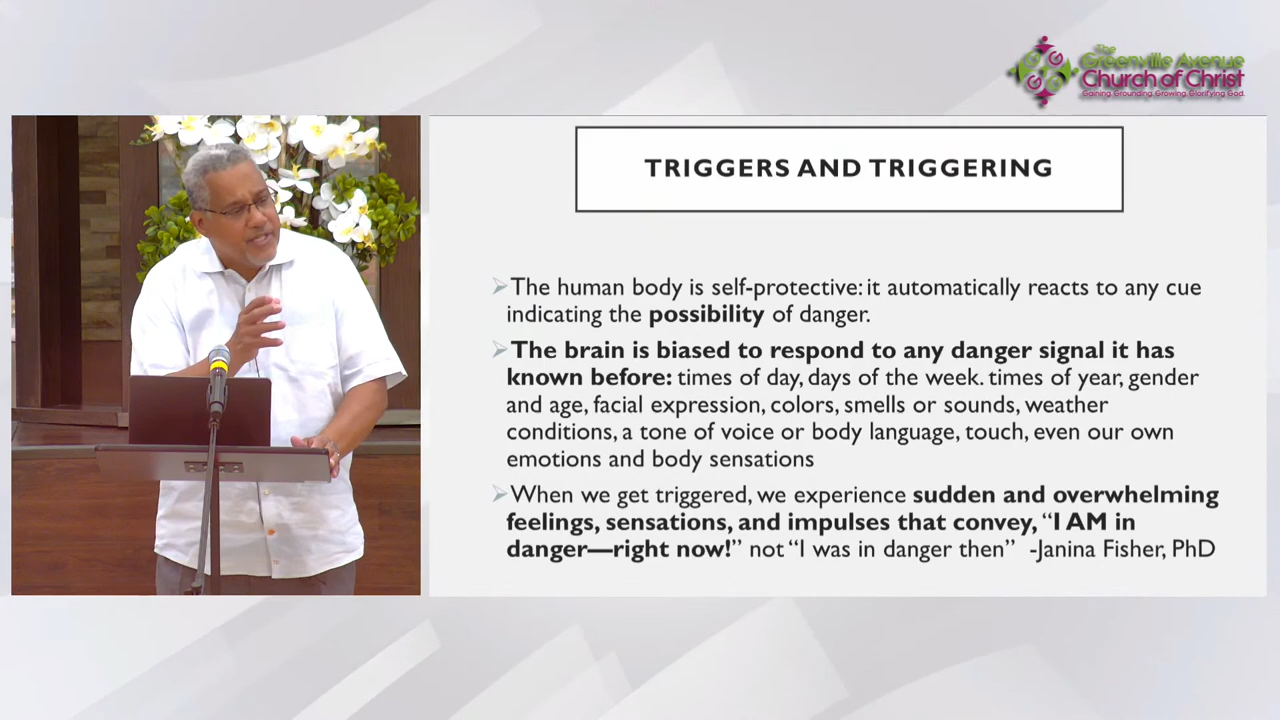 The
Greenville Avenue
Church of Christ
Gaining. Grounding. Growing. Glorifying God.
TRIGGERS AND TRIGGERING
➢The human body is self-protective: it automatically reacts to any cue
indicating the possibility of danger.
➢The brain is biased to respond to any danger signal it has
known before: times of day, days of the week. times of year, gender
and age, facial expression, colors, smells or sounds, weather
conditions, a tone of voice or body language, touch, even our own
emotions and body sensations
➢When we get triggered, we experience sudden and overwhelming
feelings, sensations, and impulses that convey, “I AM in
danger—right now!” not “I was in danger then” -Janina Fisher, PhD